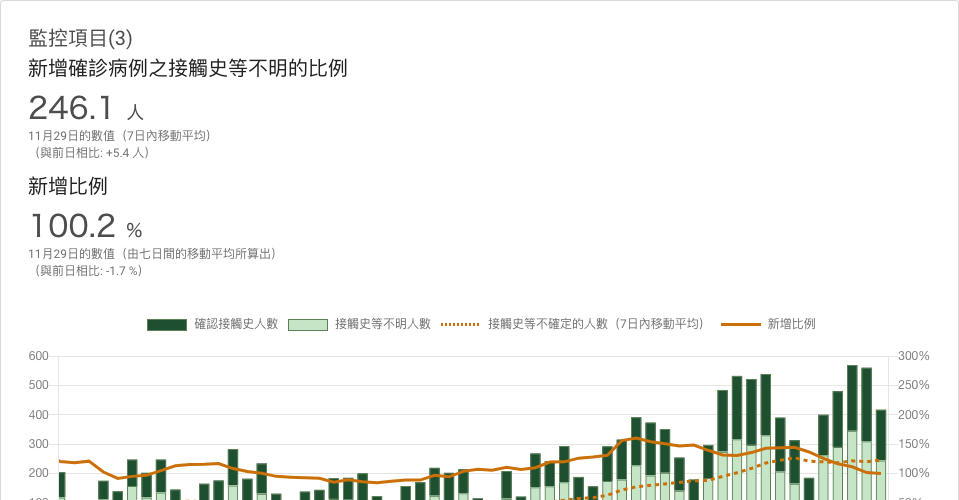 監控項目(3)
新增確診病例之接觸史等不明的比例
246.1 人
11月29日的數值（7日內移動平均）
（與前日相比: +5.4 人）
新增比例
100.2 %
11月29日的數值（由七日間的移動平均所算出）
（與前日相比: -1.7 %）
確認接觸史人數 接觸史等不明人數 接觸史等不確定的人數（7日內移動平均） 新增比例
600 300%
500 250%
400 200%
300 150%
200 100%